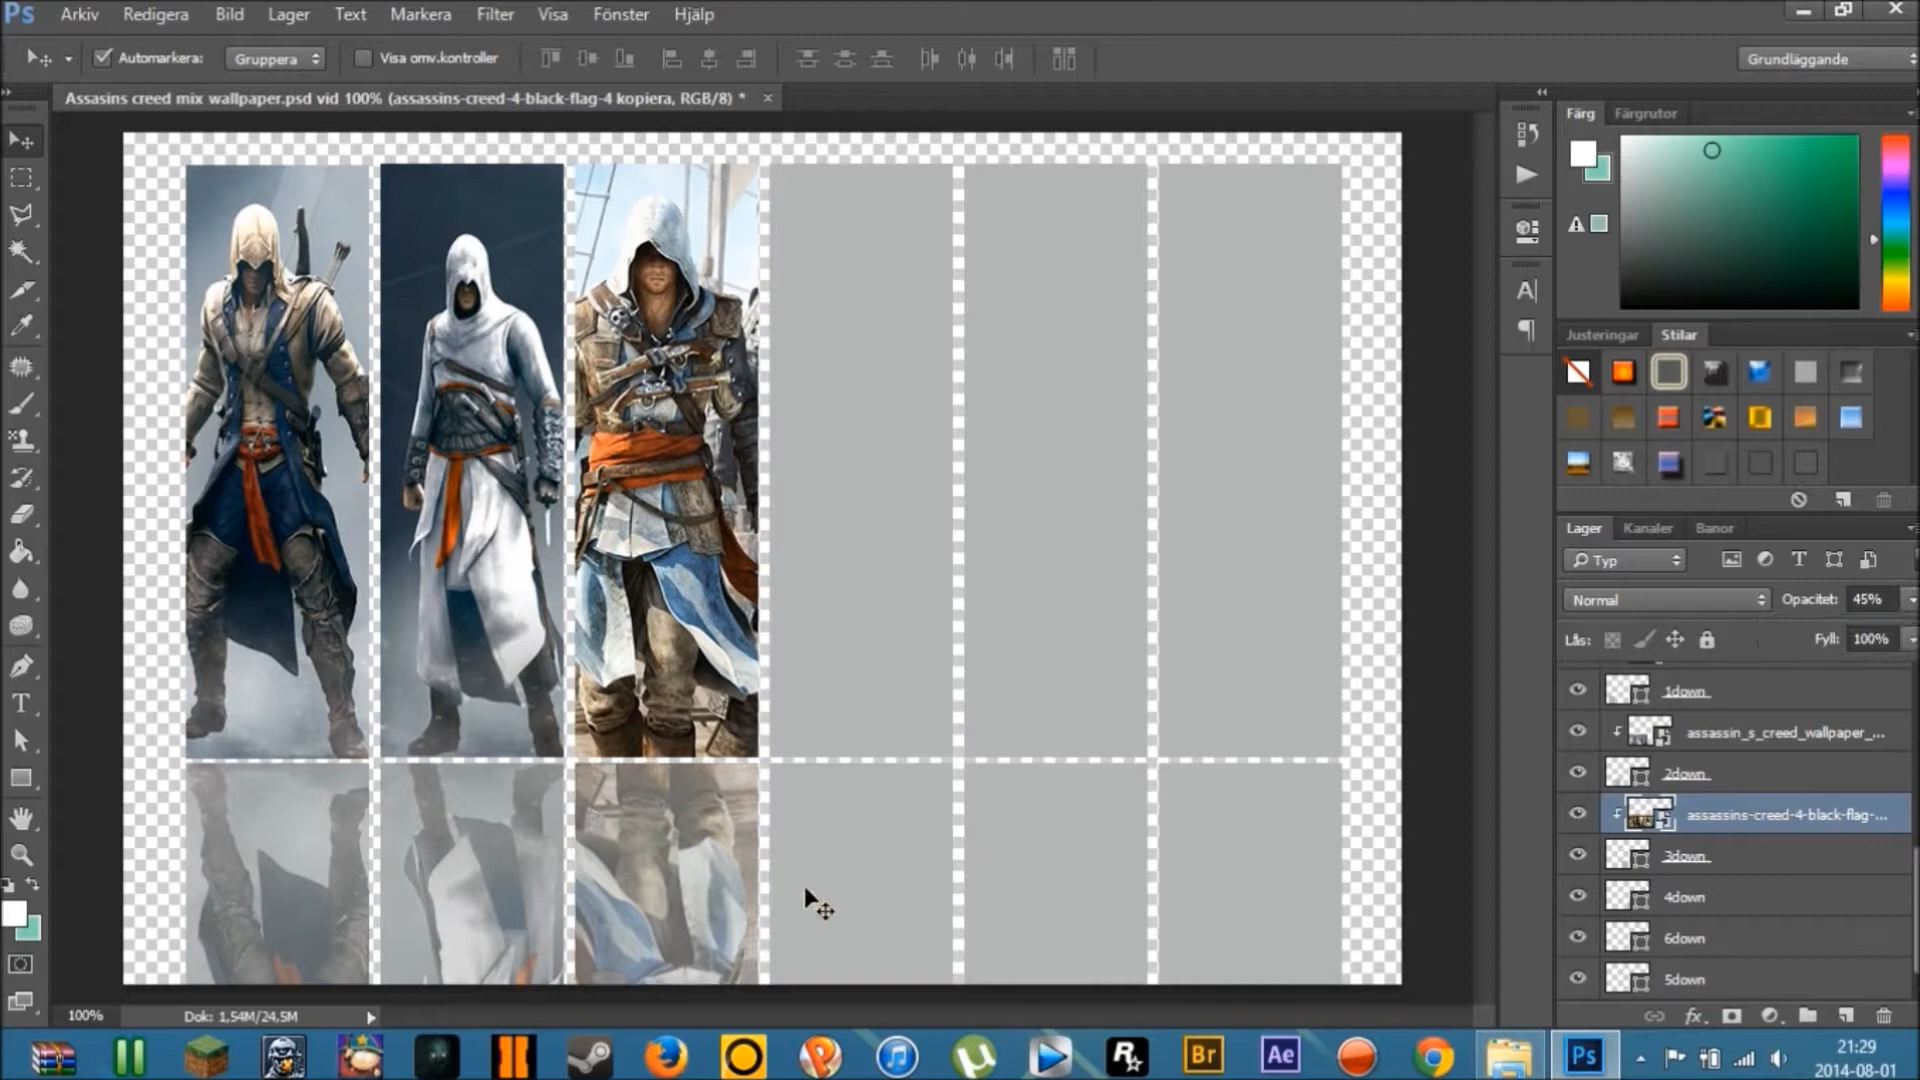 Ps Arkiv Redigera Bild Lager Text Markera Filter Visa Fönster Hjälp
Automarkera: Gruppera Visa omv.kontroller Grundläggande
Assasins creed mix wallpaper.psd vid 100% (assassins-creed-4-black-flag-4 kopiera, RGB/8) *
Färg Färgrutor
Justeringar Stilar
Lager Kanaler Banor
Typ
Normal Opacitet: 45%
Lås: Fyll: 100%
1down
assassin_s_creed_wallpaper_...
2down
assassins-creed-4-black-flag-...
3down
4down
6down
5down
100% Dok: 1,54M/24,5M
fx
Br Ae Ps
21:29
2014-08-01